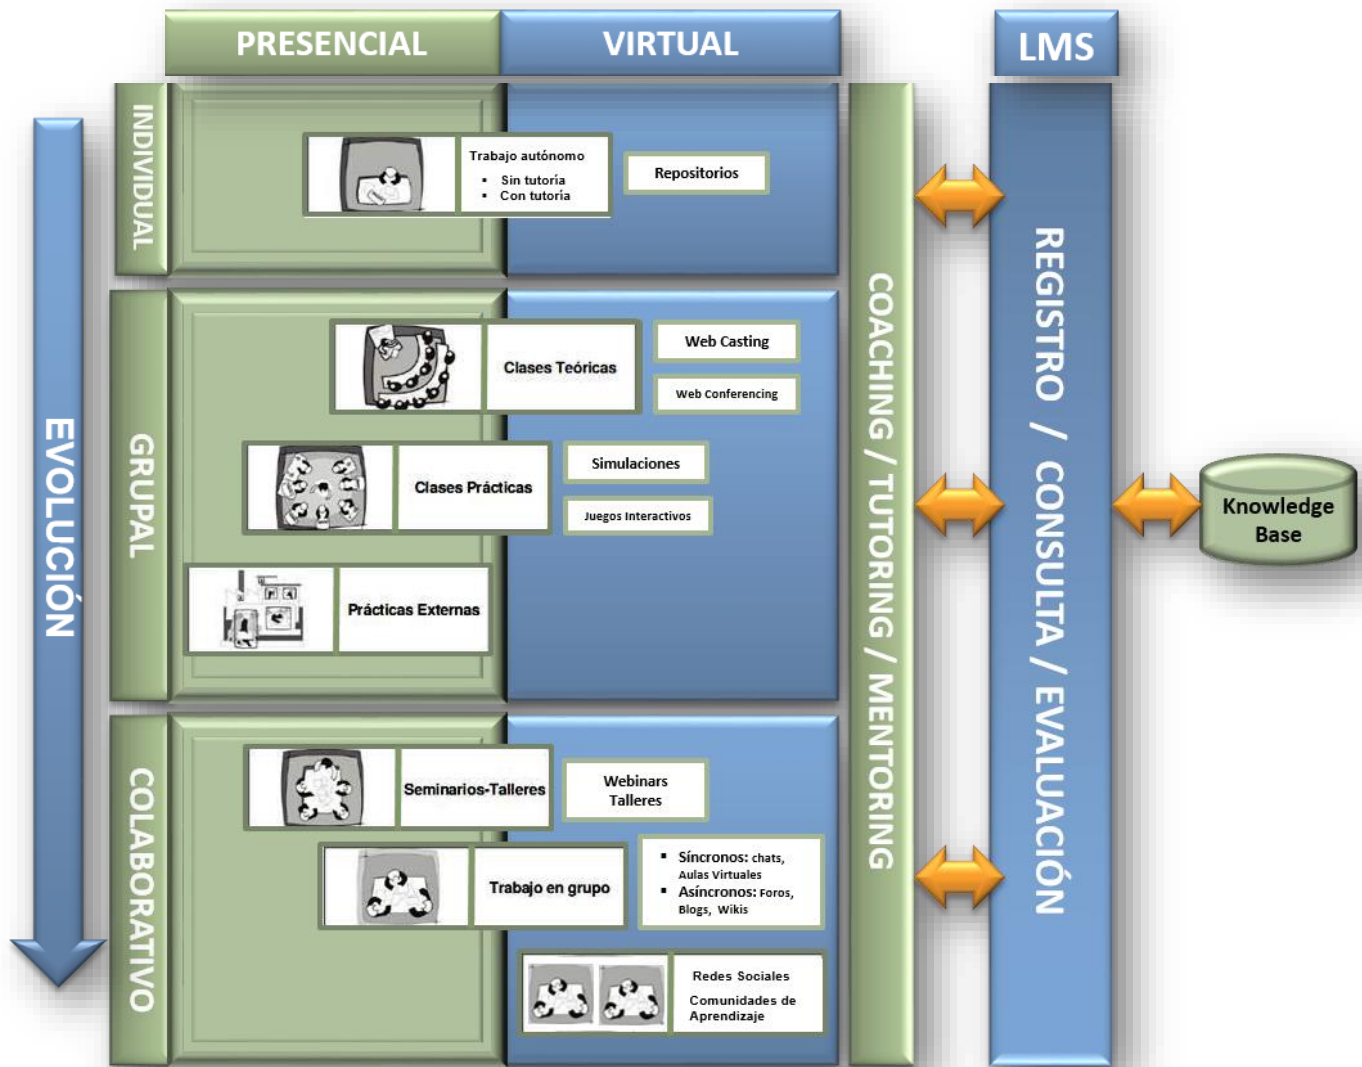 PRESENCIAL
VIRTUAL
LMS
EVOLUCIÓN
INDIVIDUAL
Trabajo autónomo
▪ Sin tutoría
▪ Con tutoría
Repositorios
GRUPAL
Clases Teóricas
Web Casting
Web Conferencing
Clases Prácticas
Simulaciones
Juegos Interactivos
Prácticas Externas
COLABORATIVO
Seminarios-Talleres
Webinars
Talleres
Trabajo en grupo
▪ Síncronos: chats,
Aulas Virtuales
▪ Asíncronos: Foros,
Blogs, Wikis
Redes Sociales
Comunidades de
Aprendizaje
COACHING / TUTORING / MENTORING
REGISTRO / CONSULTA / EVALUACIÓN
Knowledge
Base